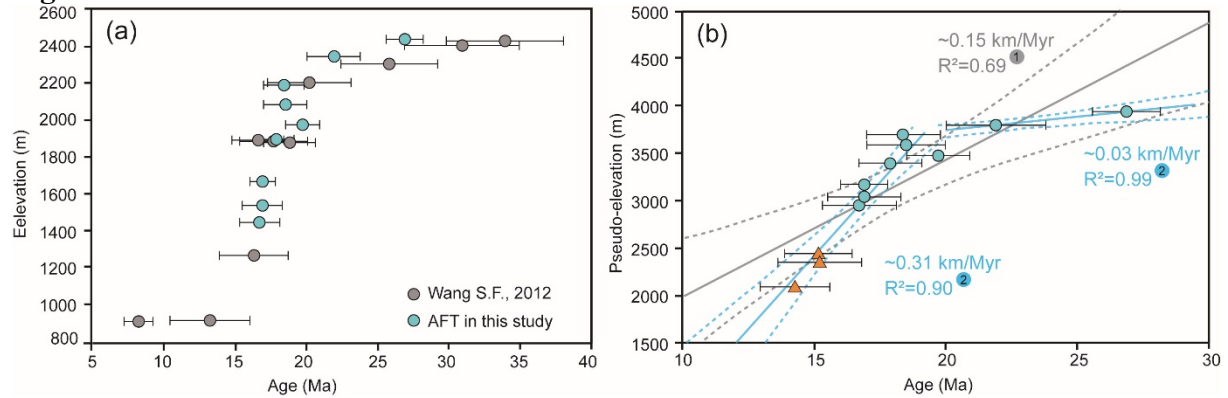 (a)
Eelevation (m)
2600
2400
2200
2000
1800
1600
1400
1200
1000
800
5
10
15
20
25
30
35
40
Age (Ma)
Wang S.F., 2012
AFT in this study
(b)
Pseudo-elevation (m)
5000
4500
4000
3500
3000
2500
2000
1500
10
15
20
25
30
Age (Ma)
~0.15 km/Myr
R²=0.69
1
~0.03 km/Myr
R²=0.99
2
~0.31 km/Myr
R²=0.90
2